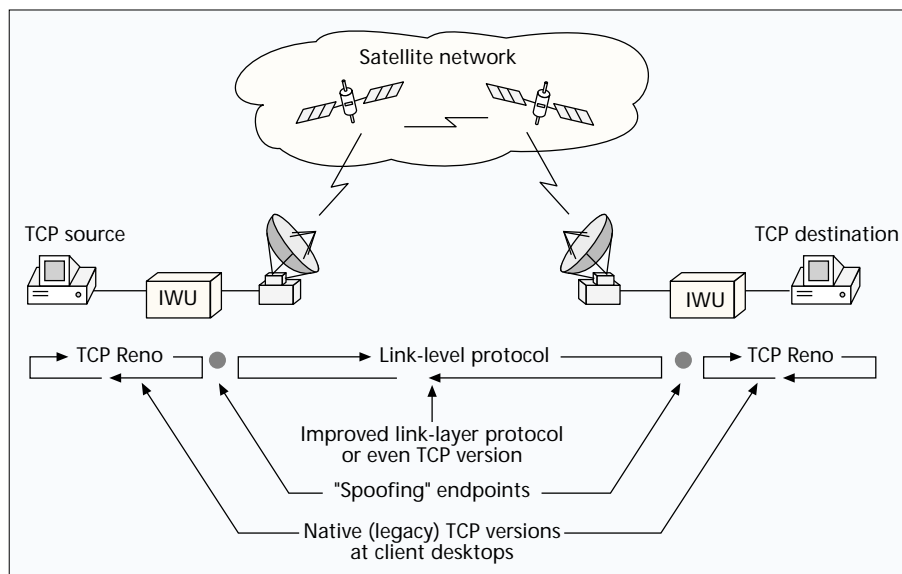 Satellite network
TCP source
TCP destination
IWU
IWU
TCP Reno
Link-level protocol
TCP Reno
Improved link-layer protocol
or even TCP version
"Spoofing" endpoints
Native (legacy) TCP versions
at client desktops